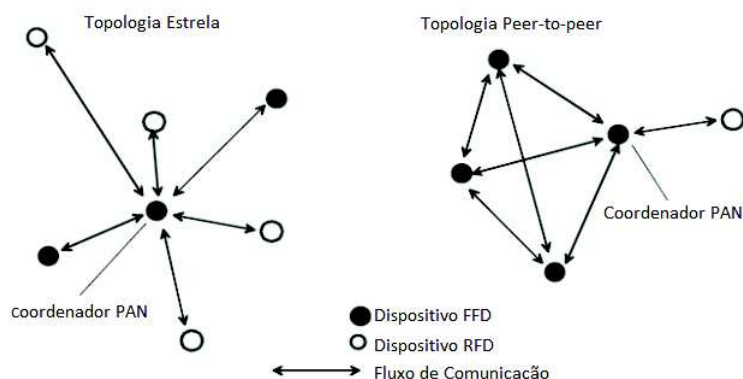 Topologia Estrela
Topologia Peer-to-peer
Coordenador PAN
Coordenador PAN
Dispositivo FFD
Dispositivo RFD
Fluxo de Comunicação